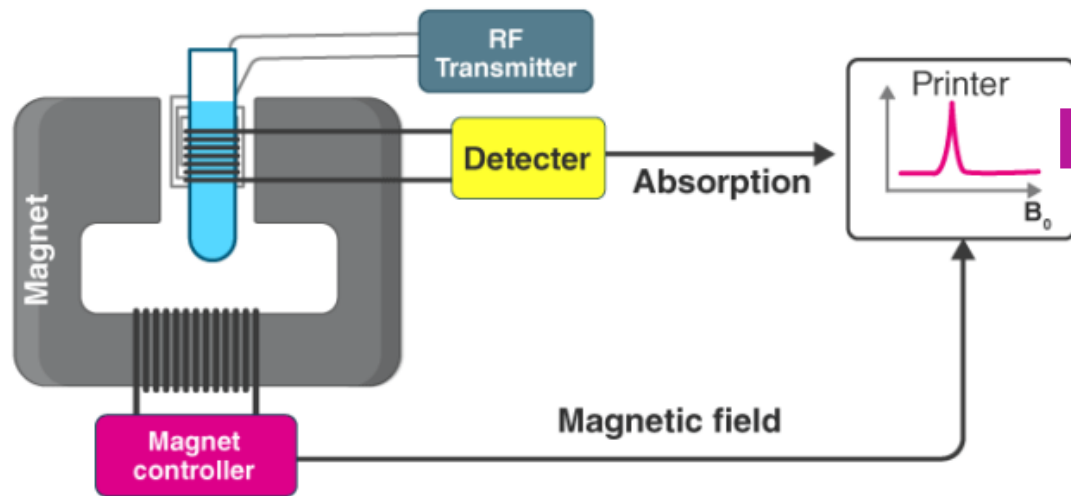 RF
Transmitter
Printer
Detecter
Absorption
B₀
Magnet
Magnetic field
Magnet
controller